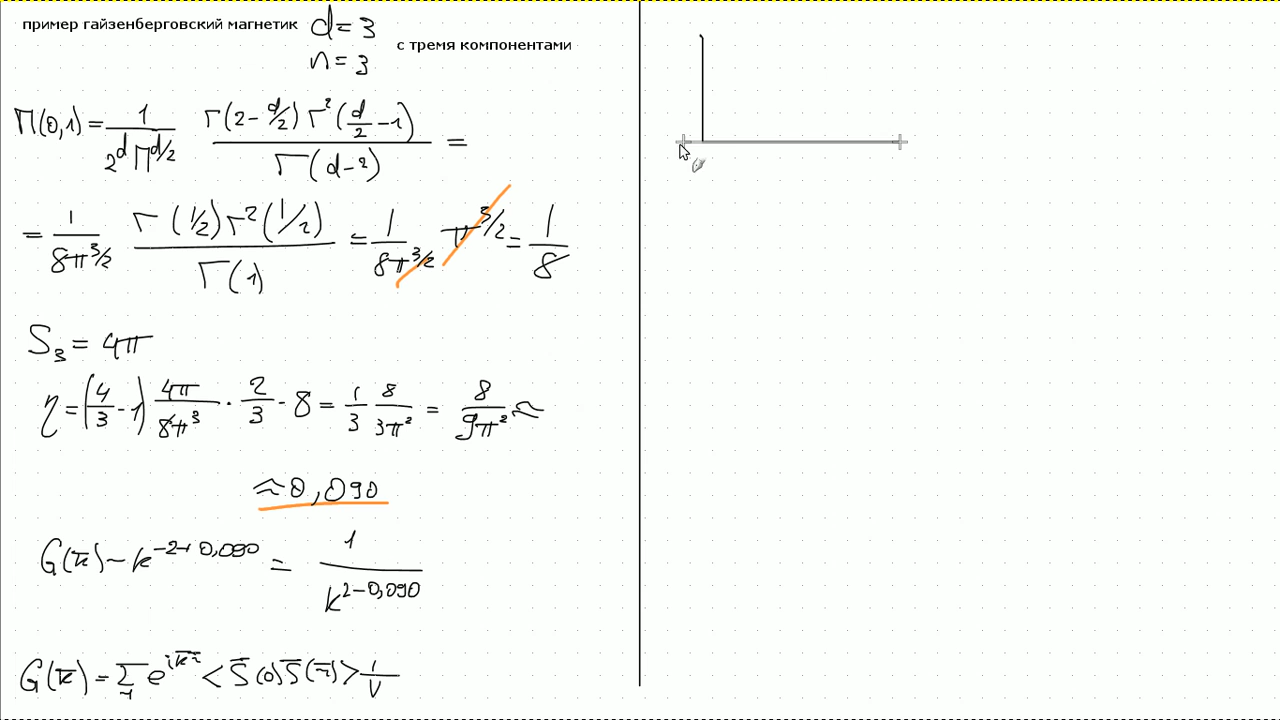 пример гайзенберговский магнетик d=3
с тремя компонентами
n=3
Π(0,1) = 1/(2^d π^(d/2)) Γ(2-d/2) Γ²(d/2 -1)/Γ(d-2) =
= 1/(8π^(3/2)) Γ(1/2) Γ²(1/2)/Γ(1) = 1/(8π^(3/2)) π^(3/2) = 1/8
S₃ = 4π
η = (4/3 - 1) 4π/(8π³) · 2/3 - 8 = 1/3 8/(3π²) = 8/(9π²) ≈
≈ 0,090
G(k̄) ~ k^(-2+0,090) = 1/k^(2-0,090)
G(k̄) = Σ_r e^(ik̄r̄) <S̄(0)S̄(r̄)> 1/V
0